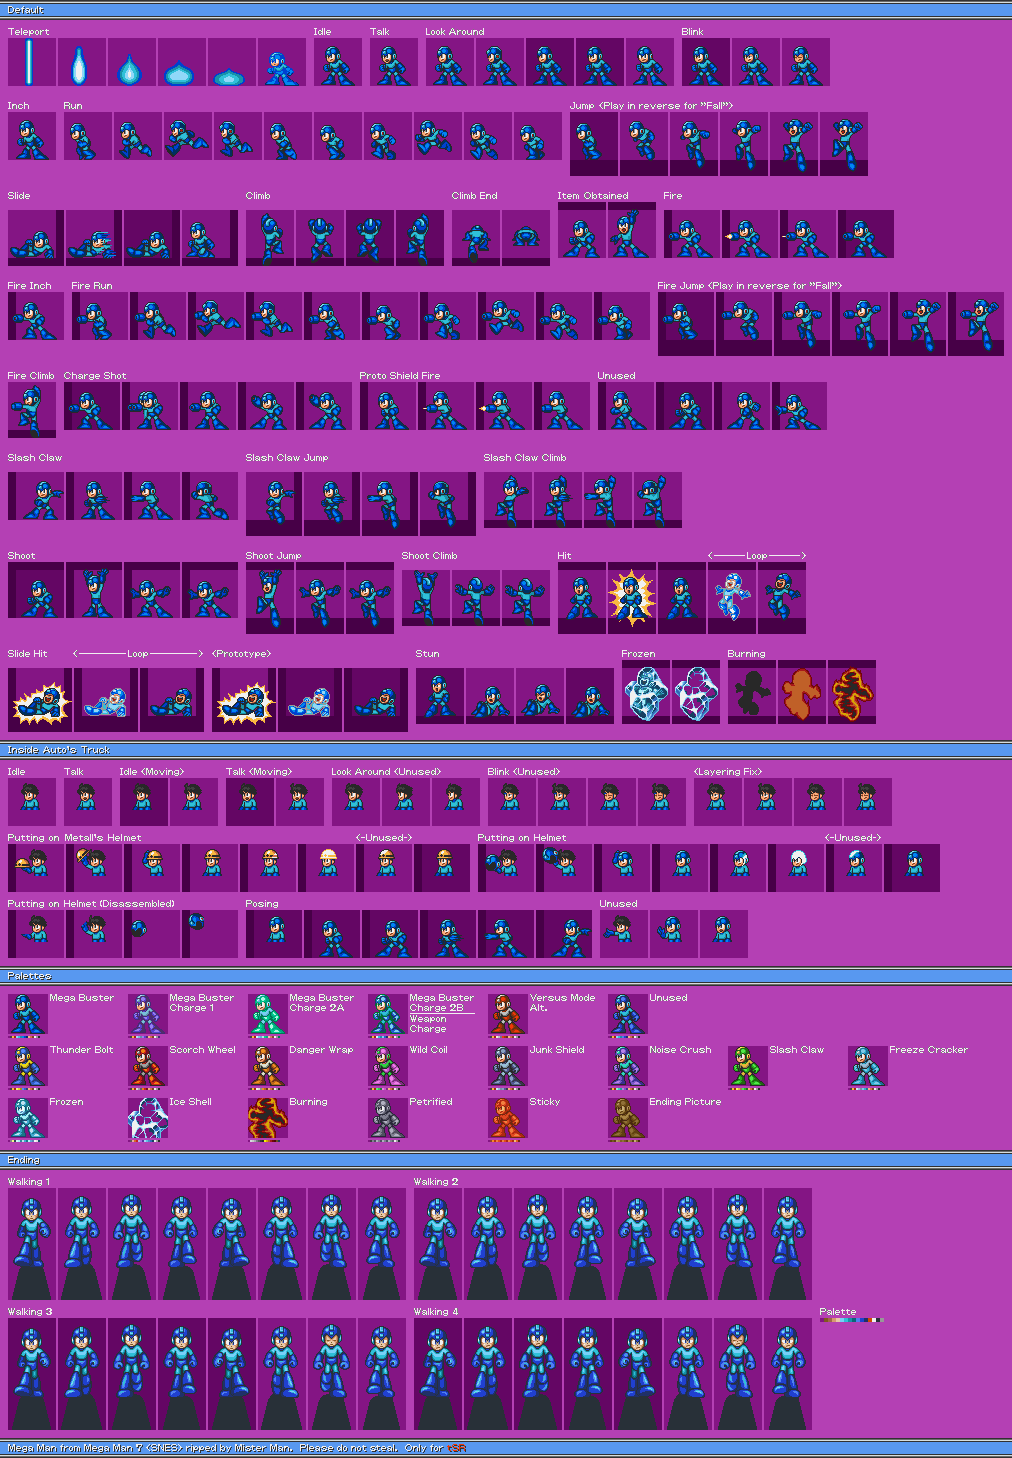 Default
Teleport Idle Talk Look Around Blink
Inch Run Jump <Play in reverse for "Fall">
Slide Climb Climb End Item Obtained Fire
Fire Inch Fire Run Fire Jump <Play in reverse for "Fall">
Fire Climb Charge Shot Proto Shield Fire Unused
Slash Claw Slash Claw Jump Slash Claw Climb
Shoot Shoot Jump Shoot Climb Hit <———Loop———>
Slide Hit <———Loop———> <Prototype> Stun Frozen Burning
Inside Auto's Truck
Idle Talk Idle <Moving> Talk <Moving> Look Around <Unused> Blink <Unused> <Layering Fix>
Putting on Metall's Helmet <-Unused-> Putting on Helmet <-Unused->
Putting on Helmet (Disassembled) Posing Unused
Palettes
Mega Buster
Mega Buster
Charge 1
Mega Buster
Charge 2A
Mega Buster
Charge 2B
Weapon
Charge
Versus Mode
Alt.
Unused
Thunder Bolt Scorch Wheel Danger Wrap Wild Coil Junk Shield Noise Crush Slash Claw Freeze Cracker
Frozen Ice Shell Burning Petrified Sticky Ending Picture
Ending
Walking 1 Walking 2
Walking 3 Walking 4 Palette
Mega Man from Mega Man 7 <SNES> ripped by Mister Man. Please do not steal. Only for tSR